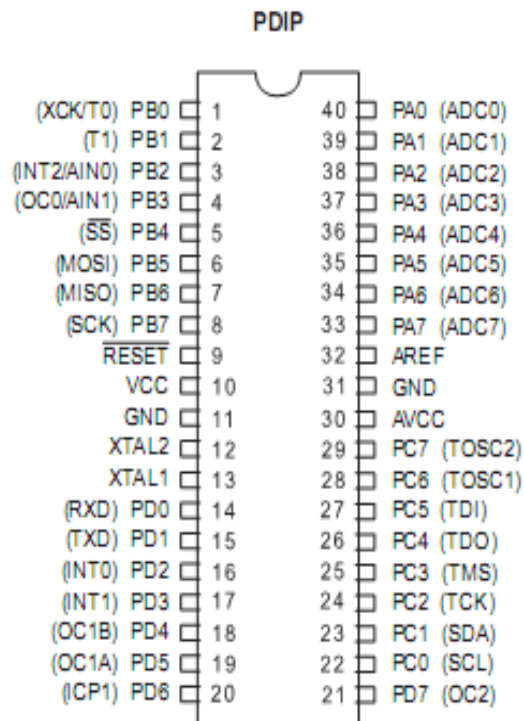 PDIP
(XCK/T0) PB0 1 40 PA0 (ADC0)
(T1) PB1 2 39 PA1 (ADC1)
(INT2/AIN0) PB2 3 38 PA2 (ADC2)
(OC0/AIN1) PB3 4 37 PA3 (ADC3)
(SS) PB4 5 36 PA4 (ADC4)
(MOSI) PB5 6 35 PA5 (ADC5)
(MISO) PB6 7 34 PA6 (ADC6)
(SCK) PB7 8 33 PA7 (ADC7)
RESET 9 32 AREF
VCC 10 31 GND
GND 11 30 AVCC
XTAL2 12 29 PC7 (TOSC2)
XTAL1 13 28 PC6 (TOSC1)
(RXD) PD0 14 27 PC5 (TDI)
(TXD) PD1 15 26 PC4 (TDO)
(INT0) PD2 16 25 PC3 (TMS)
(INT1) PD3 17 24 PC2 (TCK)
(OC1B) PD4 18 23 PC1 (SDA)
(OC1A) PD5 19 22 PC0 (SCL)
(ICP1) PD6 20 21 PD7 (OC2)